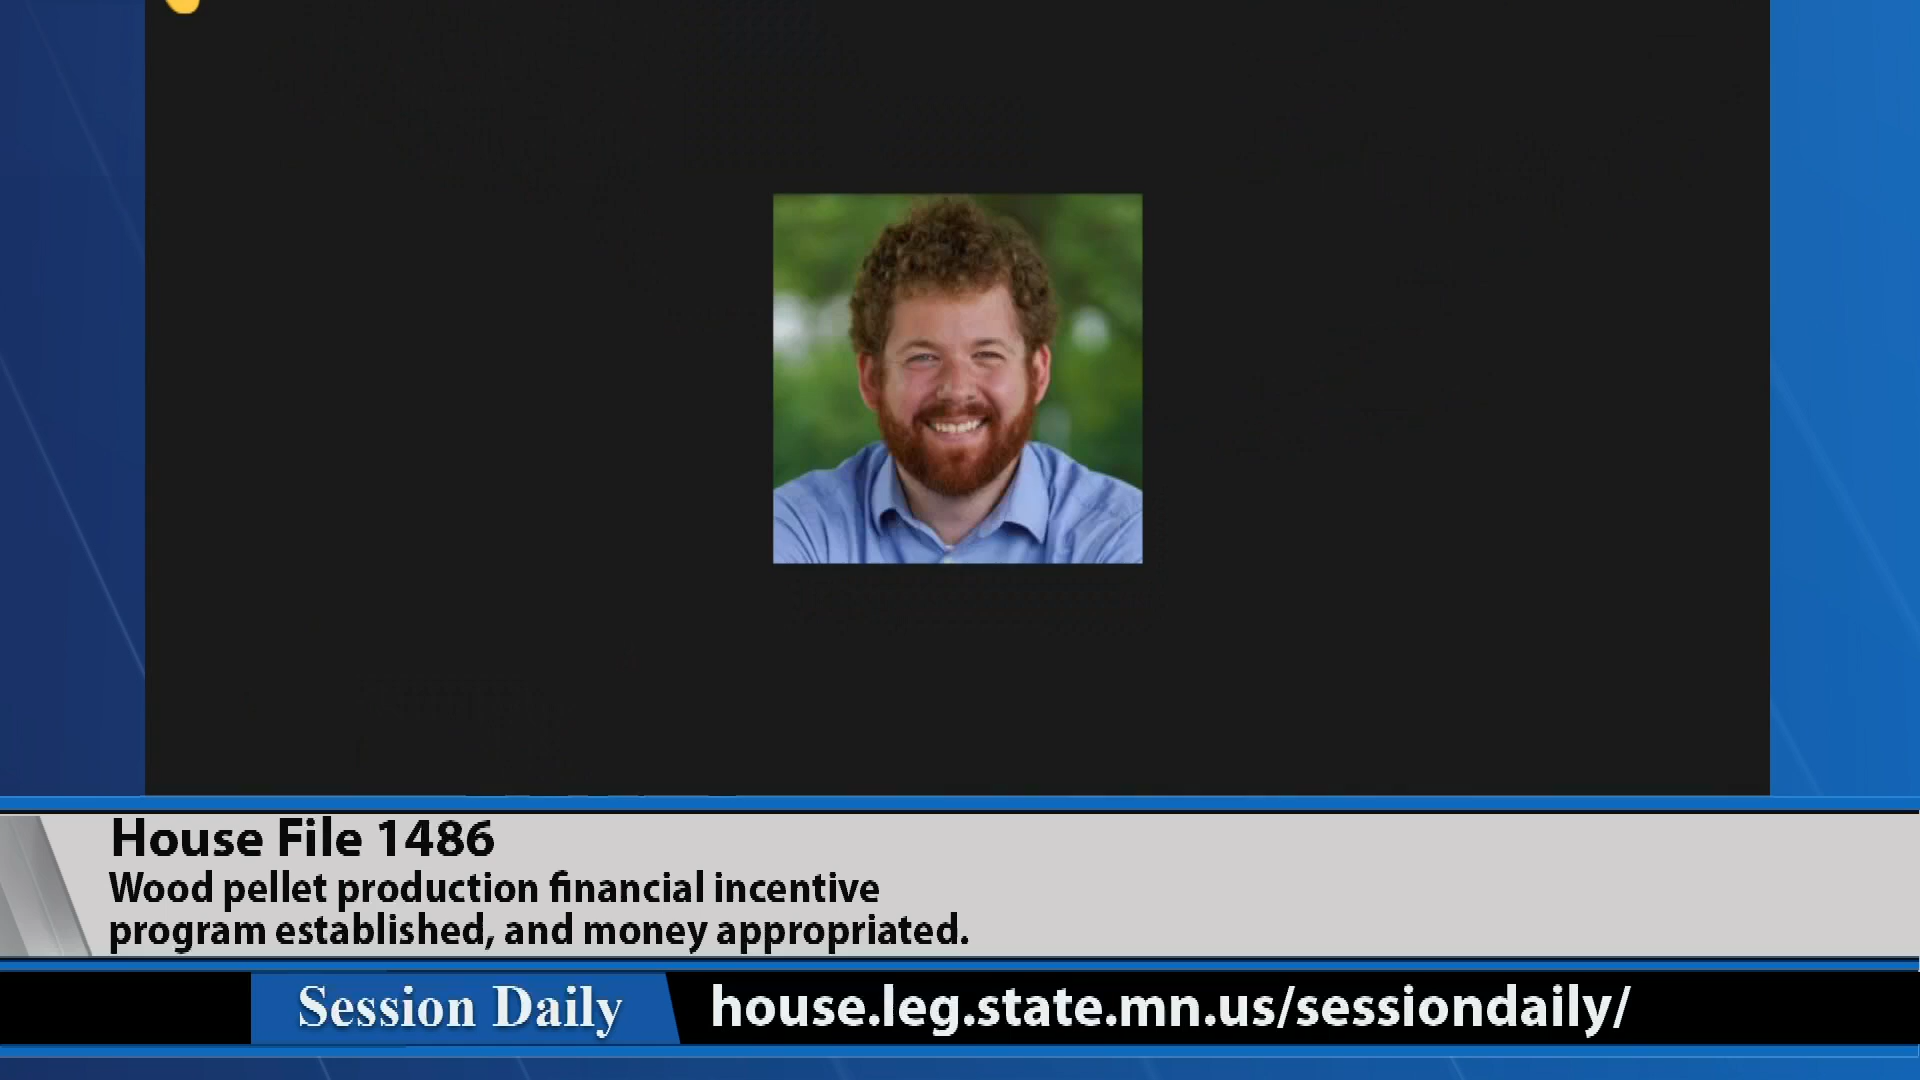 House File 1486
Wood pellet production financial incentive
program established, and money appropriated.
Session Daily house.leg.state.mn.us/sessiondaily/